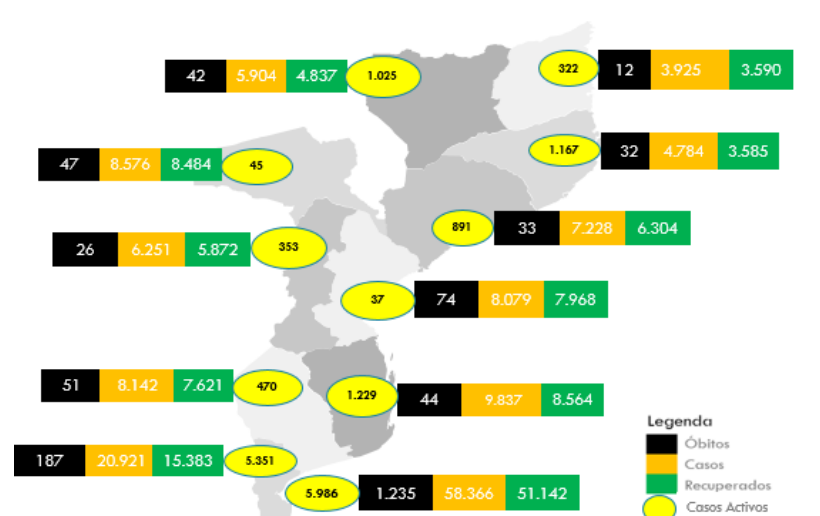 42 5.904 4.837 1.025
322 12 3.925 3.590
1.167 32 4.784 3.585
47 8.576 8.484 45
891 33 7.228 6.304
26 6.251 5.872 353
37 74 8.079 7.968
51 8.142 7.621 470
1.229 44 9.837 8.564
Legenda
Óbitos
Casos
Recuperados
Casos Activos
187 20.921 15.383 5.351
5.986 1.235 58.366 51.142